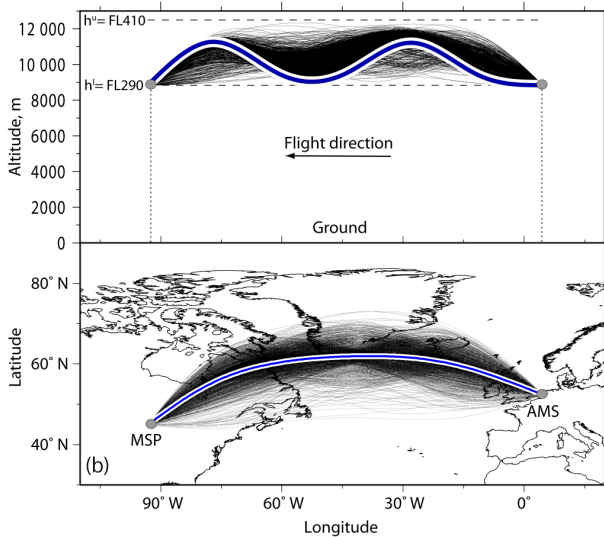 12 000
10 000
8000
6000
4000
2000
0
Altitude, m
hᵘ= FL410
hˡ= FL290
Flight direction
Ground
80° N
60° N
40° N
Latitude
MSP
AMS
(b)
90° W
60° W
30° W
0°
Longitude